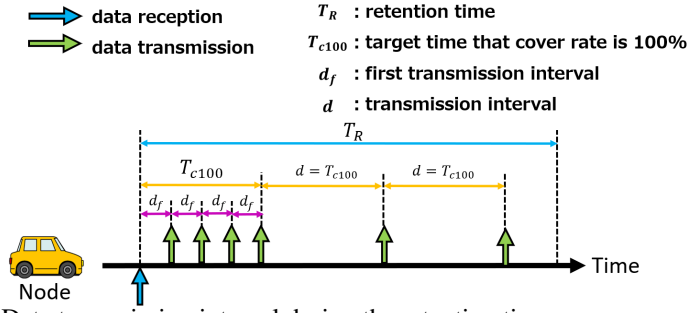 data reception
data transmission
T_R : retention time
T_c100 : target time that cover rate is 100%
d_f : first transmission interval
d : transmission interval
T_R
T_c100
d = T_c100 d = T_c100
d_f d_f d_f d_f
Time
Node